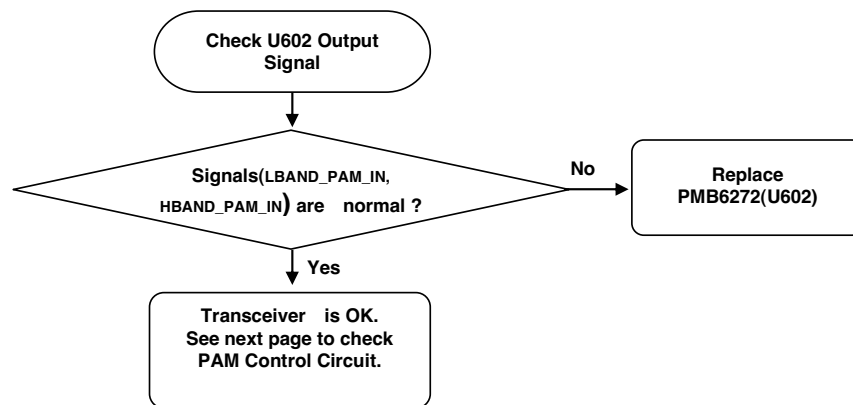 Check U602 Output
Signal
Signals(LBAND_PAM_IN,
HBAND_PAM_IN) are normal ?
No
Replace
PMB6272(U602)
Yes
Transceiver is OK.
See next page to check
PAM Control Circuit.